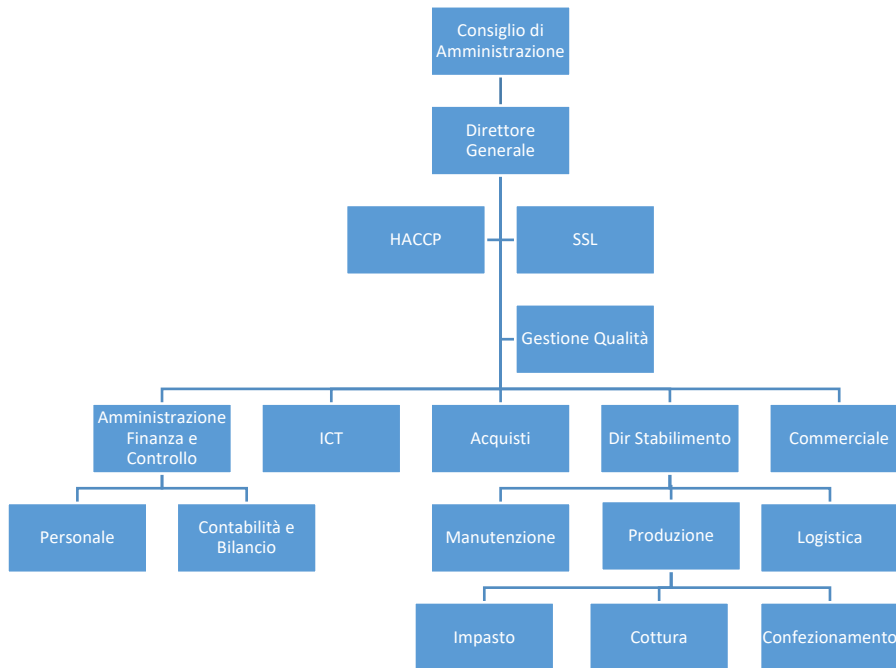 Consiglio di
Amministrazione
Direttore
Generale
HACCP
SSL
Gestione Qualità
Amministrazione
Finanza e
Controllo
ICT
Acquisti
Dir Stabilimento
Commerciale
Personale
Contabilità e
Bilancio
Manutenzione
Produzione
Logistica
Impasto
Cottura
Confezionamento